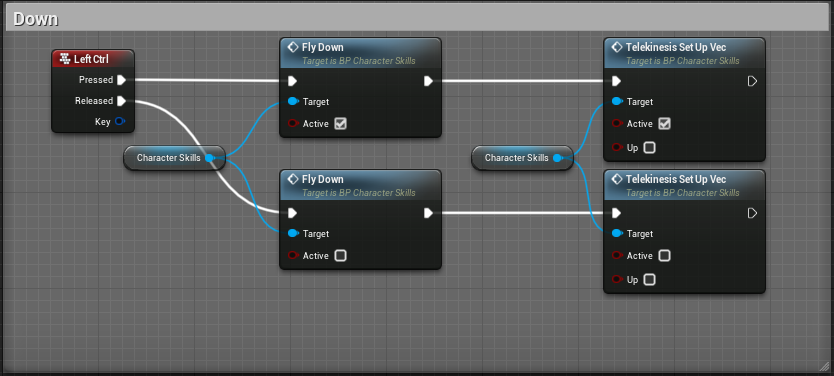 Down
Left Ctrl
Pressed
Released
Key
Character Skills
Fly Down
Target is BP Character Skills
Target
Active
Fly Down
Target is BP Character Skills
Target
Active
Character Skills
Telekinesis Set Up Vec
Target is BP Character Skills
Target
Active
Up
Telekinesis Set Up Vec
Target is BP Character Skills
Target
Active
Up